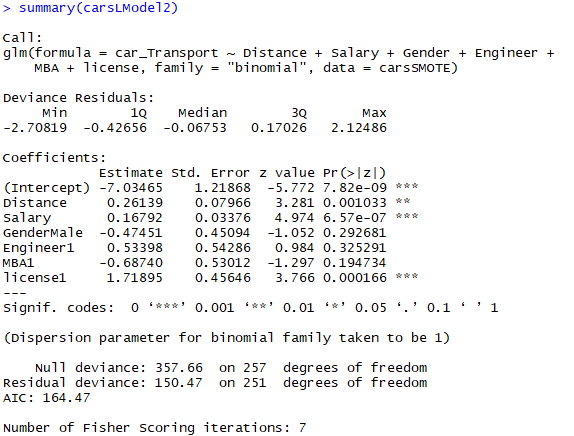 > summary(carsLModel2)
Call:
glm(formula = car_Transport ~ Distance + Salary + Gender + Engineer +
    MBA + license, family = "binomial", data = carsSMOTE)
Deviance Residuals:
     Min       1Q   Median       3Q      Max
-2.70819 -0.42656 -0.06753  0.17026  2.12486
Coefficients:
            Estimate Std. Error z value Pr(>|z|)
(Intercept) -7.03465    1.21868  -5.772 7.82e-09 ***
Distance     0.26139    0.07966   3.281 0.001033 **
Salary       0.16792    0.03376   4.974 6.57e-07 ***
GenderMale  -0.47451    0.45094  -1.052 0.292681
Engineer1    0.53398    0.54286   0.984 0.325291
MBA1        -0.68740    0.53012  -1.297 0.194734
license1     1.71895    0.45646   3.766 0.000166 ***
---
Signif. codes:  0 ‘***’ 0.001 ‘**’ 0.01 ‘*’ 0.05 ‘.’ 0.1 ‘ ’ 1
(Dispersion parameter for binomial family taken to be 1)
    Null deviance: 357.66  on 257  degrees of freedom
Residual deviance: 150.47  on 251  degrees of freedom
AIC: 164.47
Number of Fisher Scoring iterations: 7